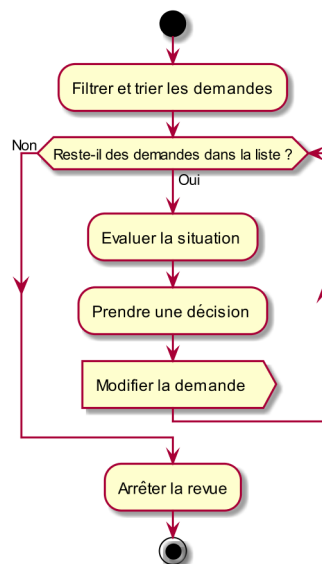 Filtrer et trier les demandes
Non
Reste-il des demandes dans la liste ?
Oui
Evaluer la situation
Prendre une décision
Modifier la demande
Arrêter la revue